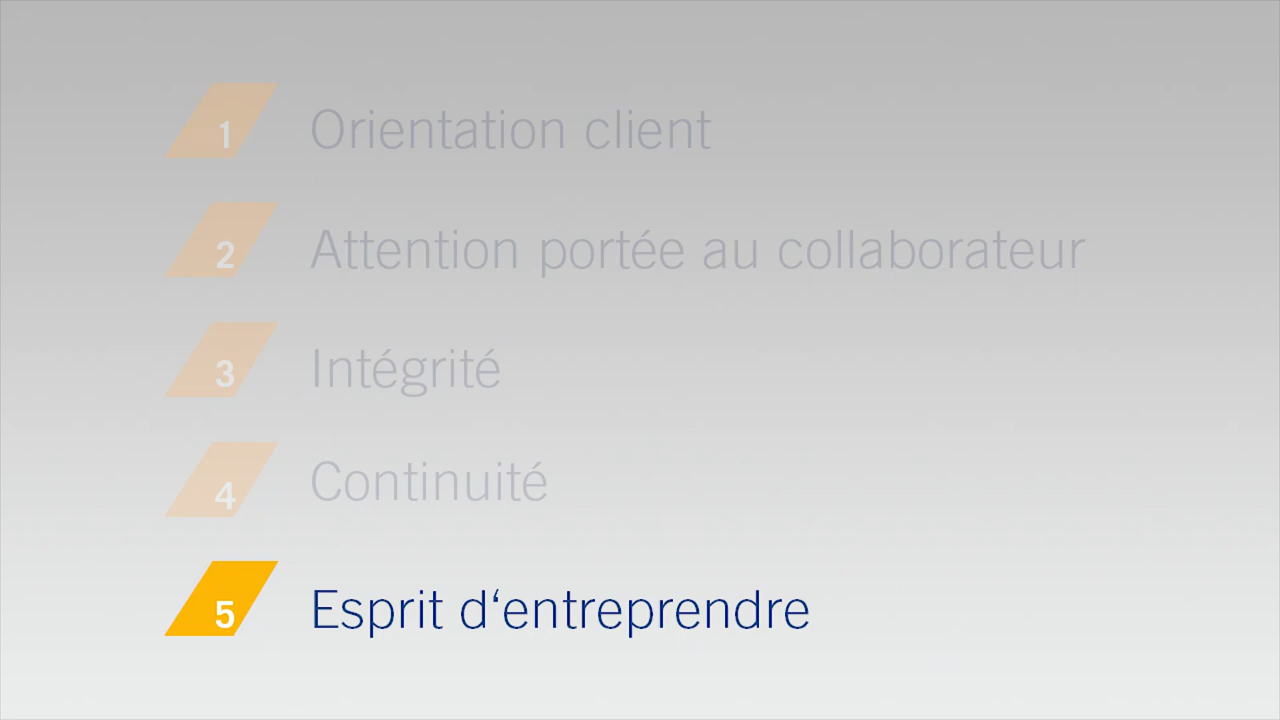 1 Orientation client
2 Attention portée au collaborateur
3 Intégrité
4 Continuité
5 Esprit d‘entreprendre